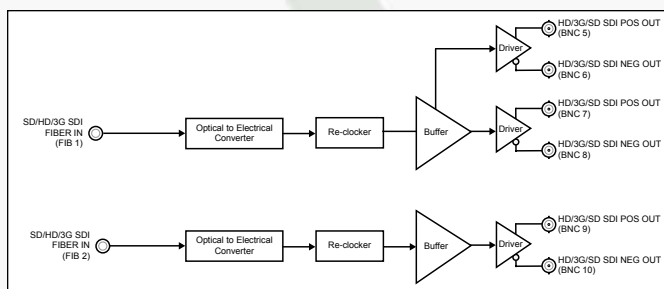 HD/3G/SD SDI POS OUT
(BNC 5)
Driver
HD/3G/SD SDI NEG OUT
(BNC 6)
SD/HD/3G SDI
FIBER IN
(FIB 1)
Optical to Electrical
Converter
Re-clocker
Buffer
HD/3G/SD SDI POS OUT
(BNC 7)
Driver
HD/3G/SD SDI NEG OUT
(BNC 8)
SD/HD/3G SDI
FIBER IN
(FIB 2)
Optical to Electrical
Converter
Re-clocker
Buffer
HD/3G/SD SDI POS OUT
(BNC 9)
Driver
HD/3G/SD SDI NEG OUT
(BNC 10)